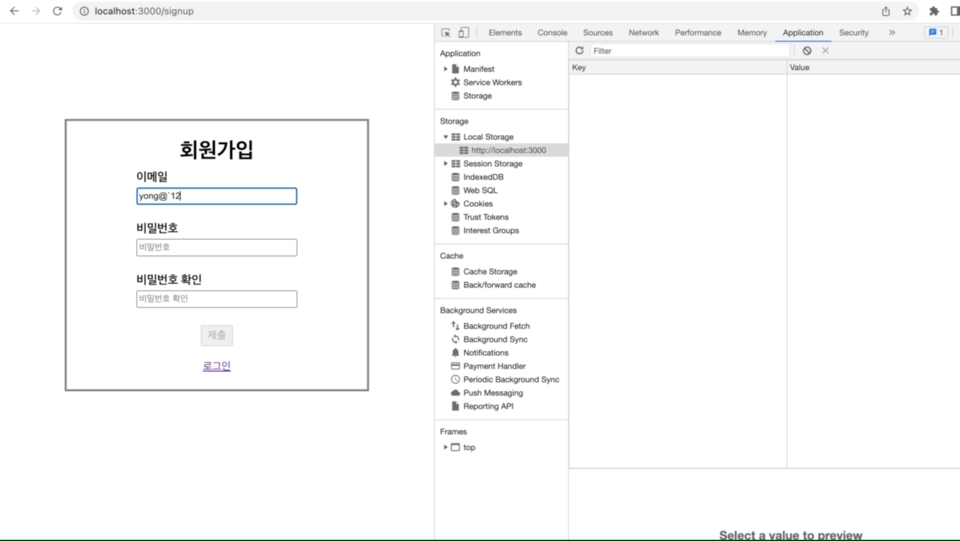 localhost:3000/signup
회원가입
이메일
yong@`12
비밀번호
비밀번호
비밀번호 확인
비밀번호 확인
제출
로그인
Elements Console Sources Network Performance Memory Application Security » 1
Application
Manifest
Service Workers
Storage
Storage
Local Storage
http://localhost:3000
Session Storage
IndexedDB
Web SQL
Cookies
Trust Tokens
Interest Groups
Cache
Cache Storage
Back/forward cache
Background Services
Background Fetch
Background Sync
Notifications
Payment Handler
Periodic Background Sync
Push Messaging
Reporting API
Frames
top
Filter
Key Value
Select a value to preview